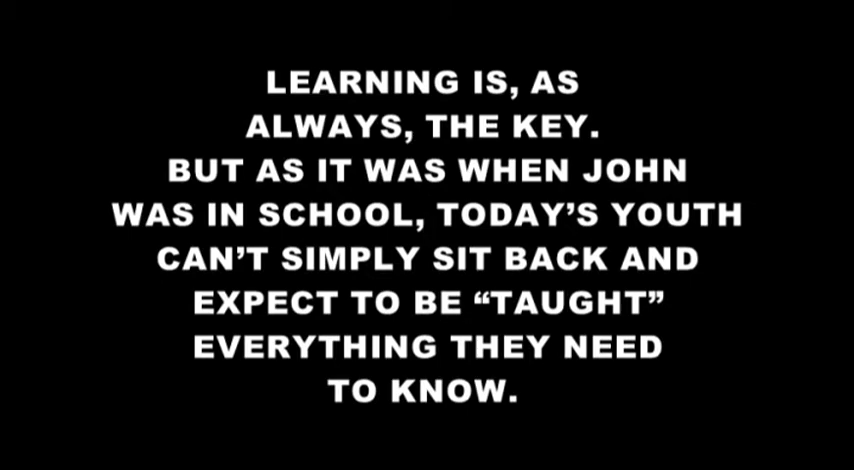 LEARNING IS, AS
ALWAYS, THE KEY.
BUT AS IT WAS WHEN JOHN
WAS IN SCHOOL, TODAY’S YOUTH
CAN’T SIMPLY SIT BACK AND
EXPECT TO BE “TAUGHT”
EVERYTHING THEY NEED
TO KNOW.